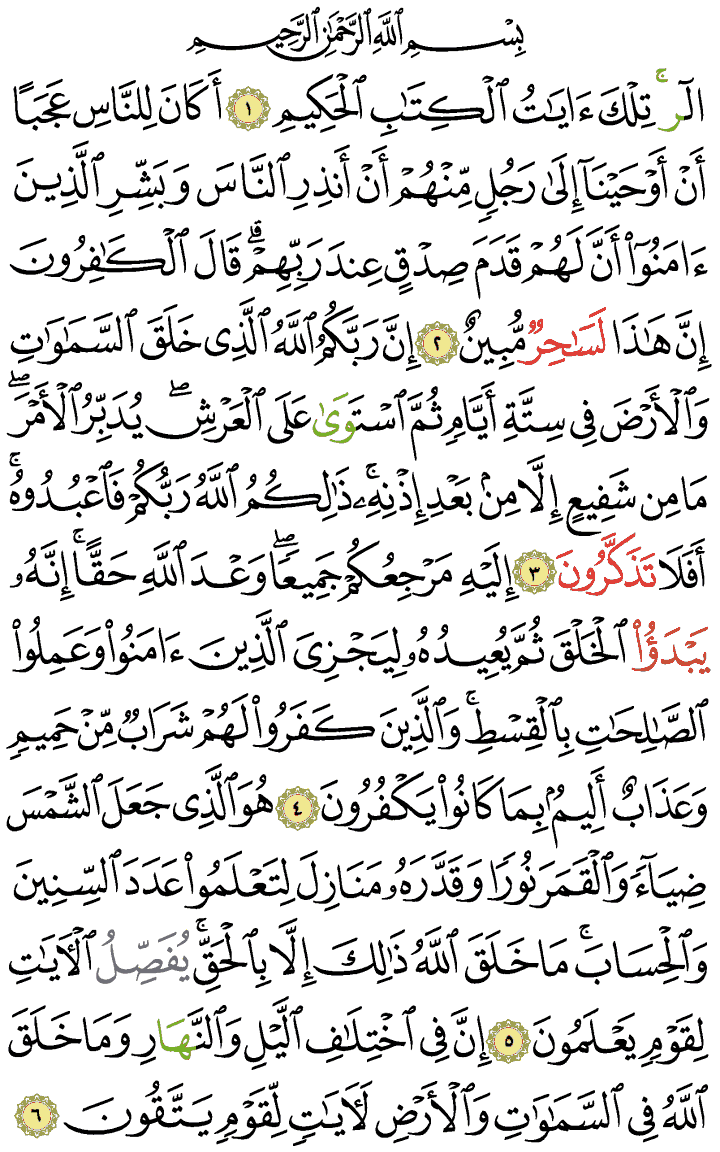 بِسْمِ ٱللَّهِ ٱلرَّحْمَٰنِ ٱلرَّحِيمِ
الٓرۚ تِلْكَ ءَايَٰتُ ٱلْكِتَٰبِ ٱلْحَكِيمِ ١ أَكَانَ لِلنَّاسِ عَجَبًا
أَنْ أَوْحَيْنَآ إِلَىٰ رَجُلٖ مِّنْهُمْ أَنْ أَنذِرِ ٱلنَّاسَ وَبَشِّرِ ٱلَّذِينَ
ءَامَنُوٓاْ أَنَّ لَهُمْ قَدَمَ صِدْقٍ عِندَ رَبِّهِمْۗ قَالَ ٱلْكَٰفِرُونَ
إِنَّ هَٰذَا لَسَٰحِرٞ مُّبِينٌ ٢ إِنَّ رَبَّكُمُ ٱللَّهُ ٱلَّذِي خَلَقَ ٱلسَّمَٰوَٰتِ
وَٱلْأَرْضَ فِي سِتَّةِ أَيَّامٖ ثُمَّ ٱسْتَوَىٰ عَلَى ٱلْعَرْشِۖ يُدَبِّرُ ٱلْأَمْرَۖ
مَا مِن شَفِيعٍ إِلَّا مِنۢ بَعْدِ إِذْنِهِۦۚ ذَٰلِكُمُ ٱللَّهُ رَبُّكُمْ فَٱعْبُدُوهُۚ
أَفَلَا تَذَكَّرُونَ ٣ إِلَيْهِ مَرْجِعُكُمْ جَمِيعٗاۖ وَعْدَ ٱللَّهِ حَقًّاۚ إِنَّهُۥ
يَبْدَؤُاْ ٱلْخَلْقَ ثُمَّ يُعِيدُهُۥ لِيَجْزِيَ ٱلَّذِينَ ءَامَنُواْ وَعَمِلُواْ
ٱلصَّٰلِحَٰتِ بِٱلْقِسْطِۚ وَٱلَّذِينَ كَفَرُواْ لَهُمْ شَرَابٞ مِّنْ حَمِيمٖ
وَعَذَابٌ أَلِيمُۢ بِمَا كَانُواْ يَكْفُرُونَ ٤ هُوَ ٱلَّذِي جَعَلَ ٱلشَّمْسَ
ضِيَآءٗ وَٱلْقَمَرَ نُورٗا وَقَدَّرَهُۥ مَنَازِلَ لِتَعْلَمُواْ عَدَدَ ٱلسِّنِينَ
وَٱلْحِسَابَۚ مَا خَلَقَ ٱللَّهُ ذَٰلِكَ إِلَّا بِٱلْحَقِّۚ يُفَصِّلُ ٱلْأٓيَٰتِ
لِقَوْمٖ يَعْلَمُونَ ٥ إِنَّ فِي ٱخْتِلَٰفِ ٱلَّيْلِ وَٱلنَّهَارِ وَمَا خَلَقَ
ٱللَّهُ فِي ٱلسَّمَٰوَٰتِ وَٱلْأَرْضِ لَأٓيَٰتٖ لِّقَوْمٖ يَتَّقُونَ ٦